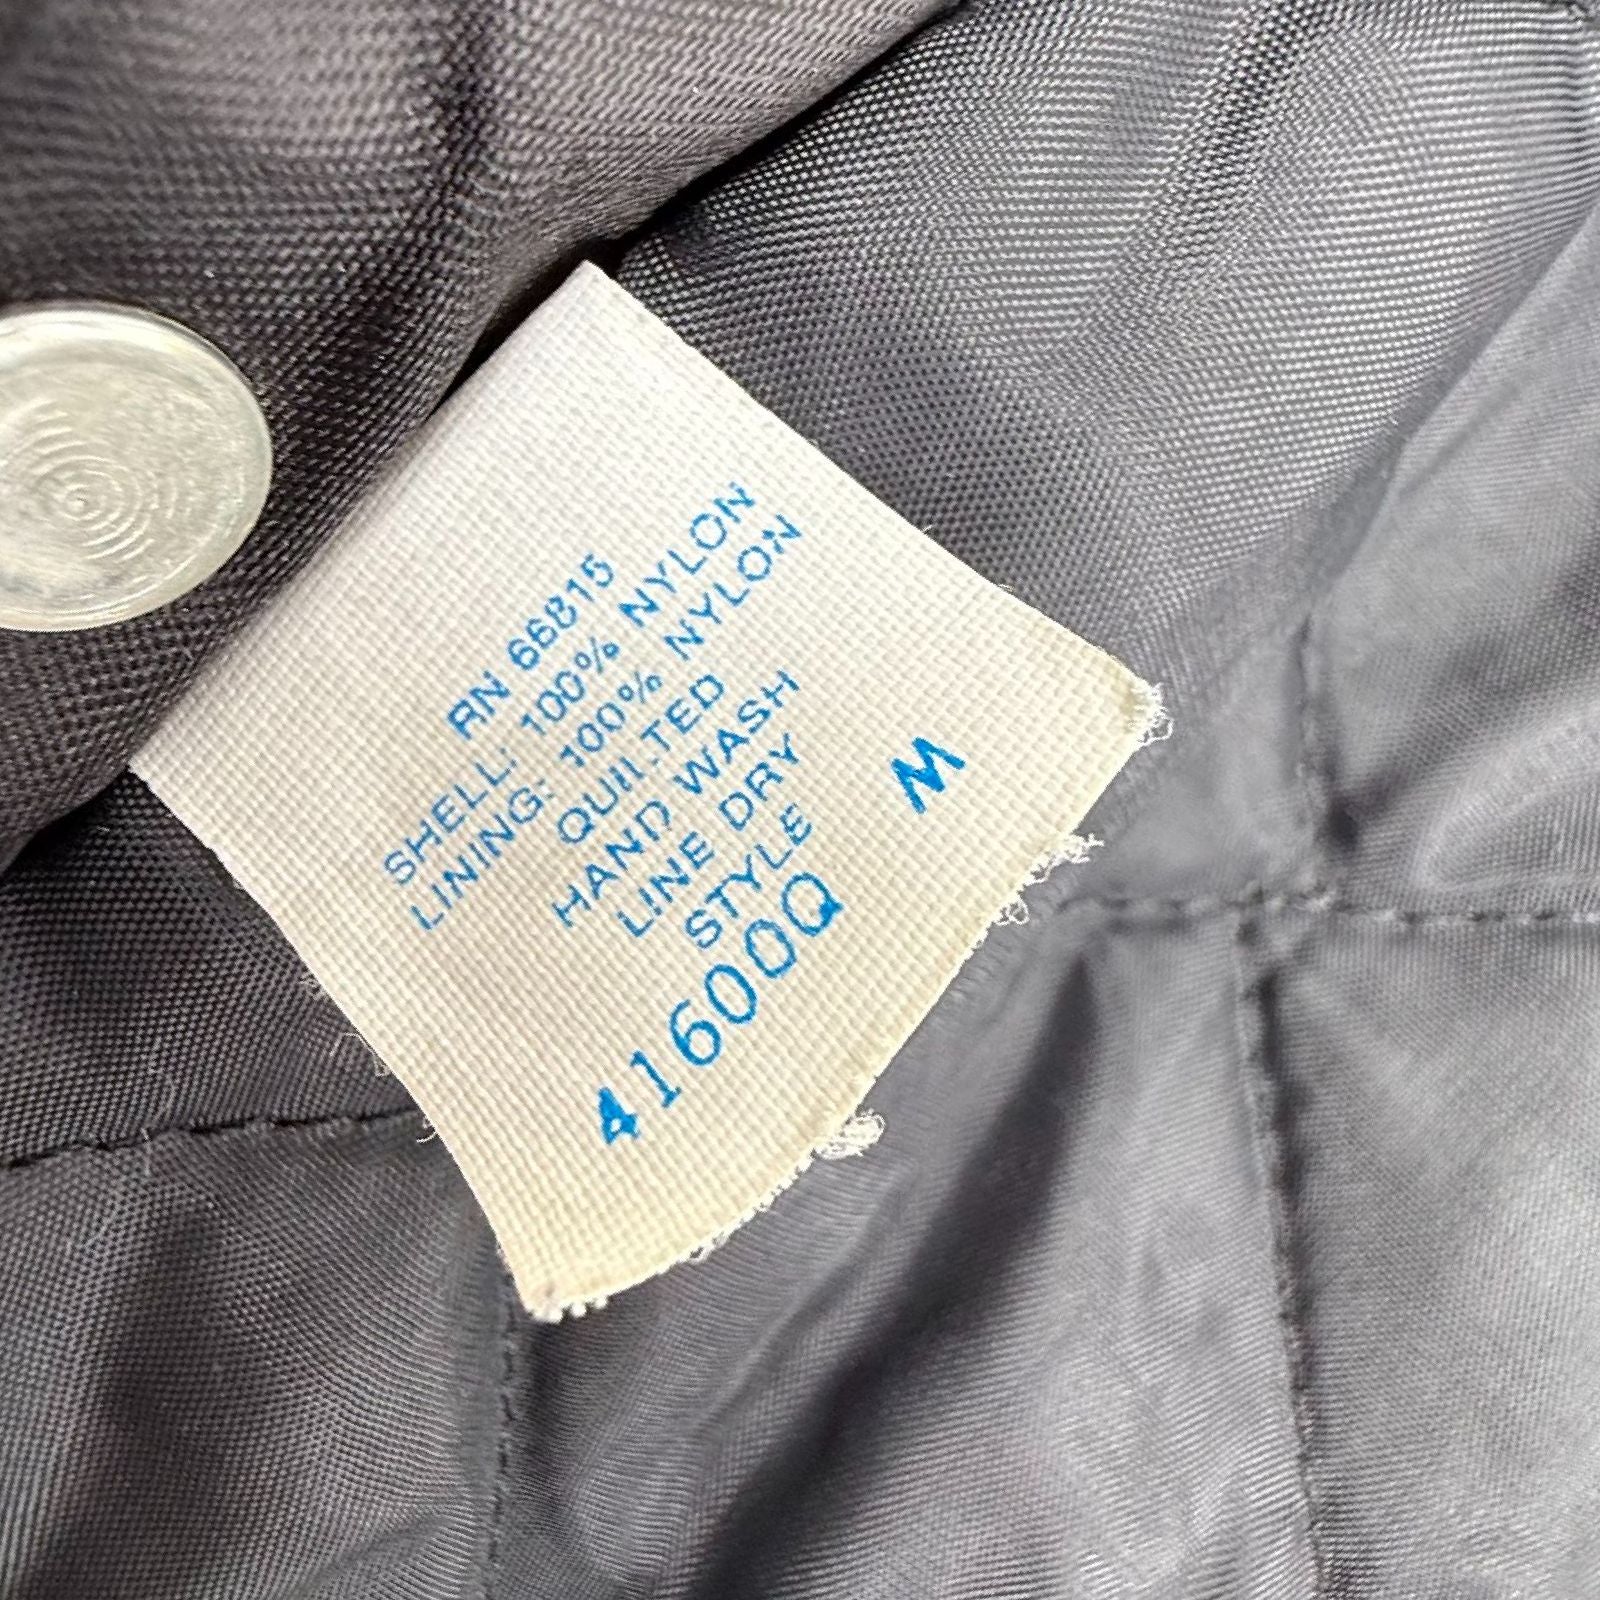 RN 66815
SHELL: 100% NYLON
LINING: 100% NYLON
QUILTED
HAND WASH
LINE DRY
STYLE
41600Q
M